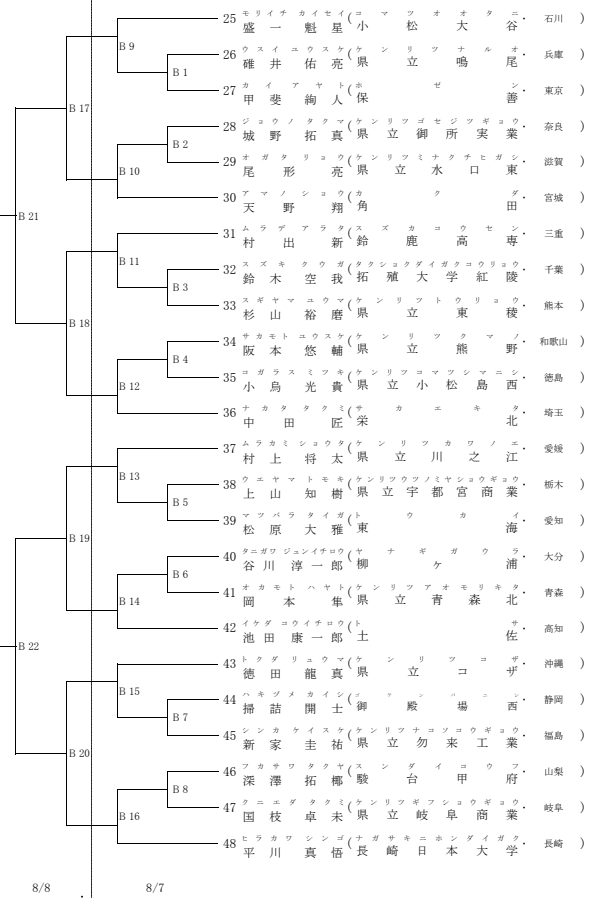 モリイチ カイセイ コマツオオタニ
25 盛一 魁星 (小松大谷・石川)
B 9
ウスイ ユウスケ ケンリツナルオ
26 碓井 佑亮 (県立鳴尾・兵庫)
B 1
カイ アヤト ホゼン
27 甲斐 絢人 (保善・東京)
B 17
ジョウノ タクマ ケンリツゴセジツギョウ
28 城野 拓真 (県立御所実業・奈良)
B 2
オガタ リョウ ケンリツミナクチヒガシ
29 尾形 亮 (県立水口東・滋賀)
B 10
アマノ ショウ カクダ
30 天野 翔 (角田・宮城)
B 21
ムラデ アラタ スズカコウセン
31 村出 新 (鈴鹿高専・三重)
B 11
スズキ クウガ タクショクダイガクコウリョウ
32 鈴木 空我 (拓殖大学紅陵・千葉)
B 3
スギヤマ ユウマ ケンリツトウリョウ
33 杉山 裕磨 (県立東稜・熊本)
B 18
サカモト ユウスケ ケンリツクマノ
34 阪本 悠輔 (県立熊野・和歌山)
B 4
コガラス ミツキ ケンリツコマツシマニシ
35 小烏 光貴 (県立小松島西・徳島)
B 12
ナカタ タクミ サカエキタ
36 中田 匠 (栄北・埼玉)
ムラカミ ショウタ ケンリツカワノエ
37 村上 将太 (県立川之江・愛媛)
B 13
ウエヤマ トモキ ケンリツウツノミヤショウギョウ
38 上山 知樹 (県立宇都宮商業・栃木)
B 5
マツバラ タイガ トウカイ
39 松原 大雅 (東海・愛知)
B 19
タニガワ ジュンイチロウ ヤナギガウラ
40 谷川 淳一郎 (柳ヶ浦・大分)
B 6
オカモト ハヤト ケンリツアオモリキタ
41 岡本 隼 (県立青森北・青森)
B 14
イケダ コウイチロウ トサ
42 池田 康一郎 (土佐・高知)
B 22
トクダ リュウマ ケンリツコザ
43 徳田 龍真 (県立コザ・沖縄)
B 15
ハキヅメ カイシ ゴテンバニシ
44 掃詰 開士 (御殿場西・静岡)
B 7
シンカ ケイスケ ケンリツナコソコウギョウ
45 新家 圭祐 (県立勿来工業・福島)
B 20
フカサワ タクヤ スンダイコウフ
46 深澤 拓椰 (駿台甲府・山梨)
B 8
クニエダ タクミ ケンリツギフショウギョウ
47 国枝 卓未 (県立岐阜商業・岐阜)
B 16
ヒラカワ シンゴ ナガサキニホンダイガク
48 平川 真悟 (長崎日本大学・長崎)
8/8 8/7